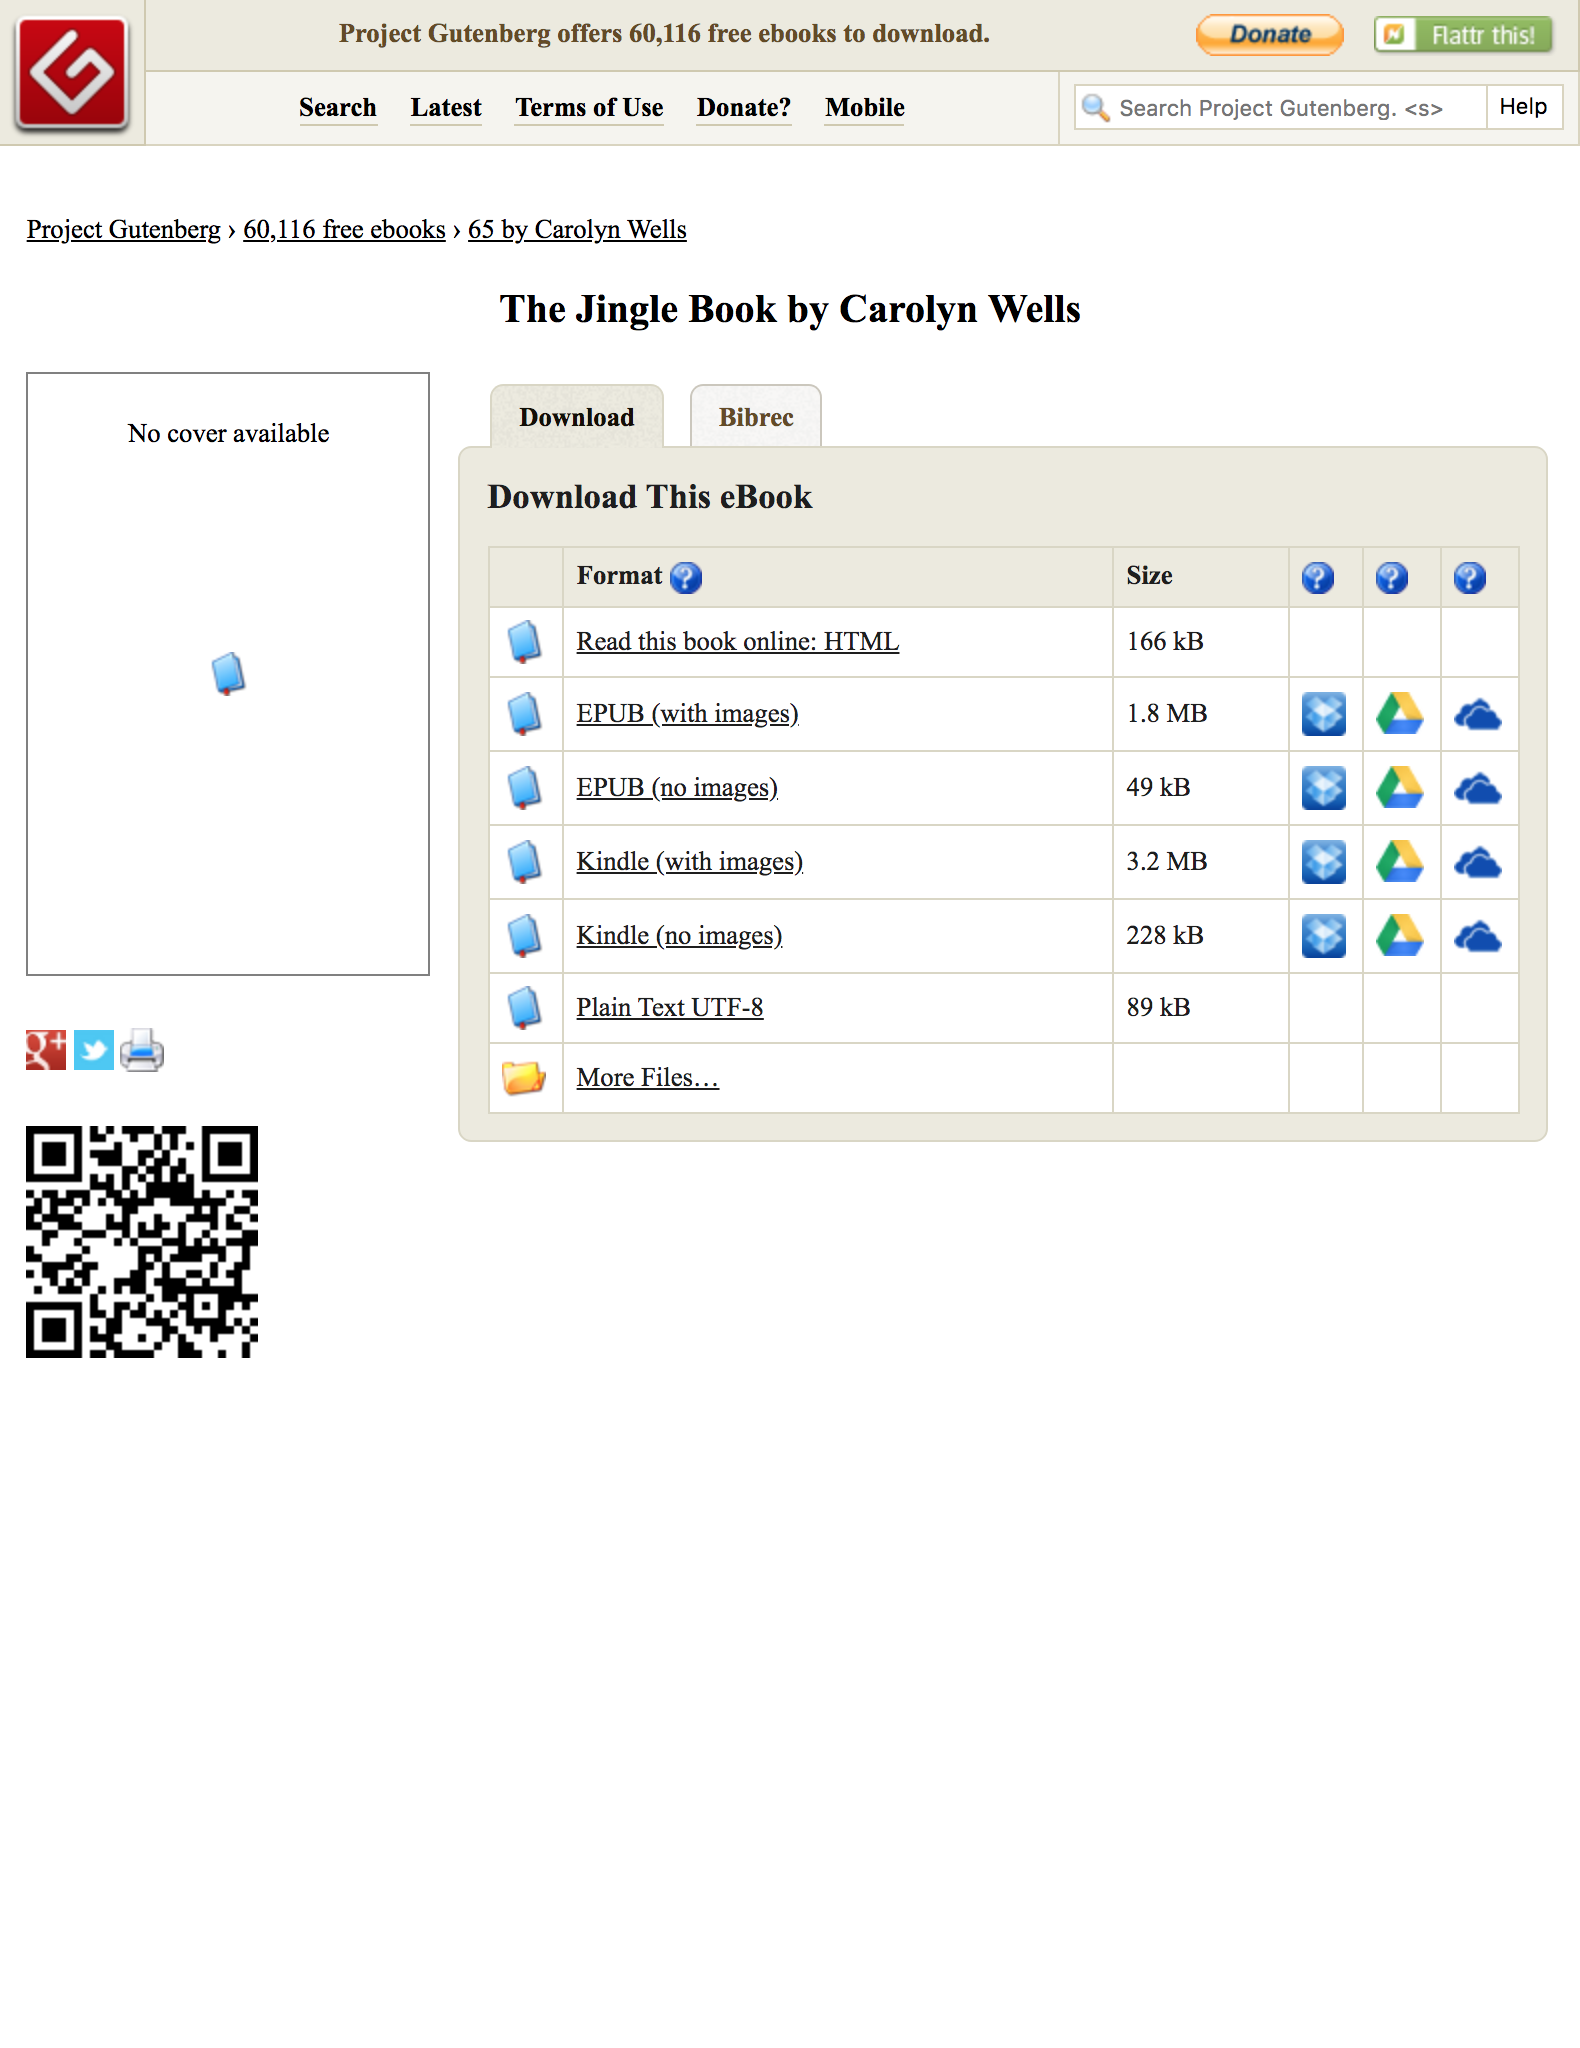 Project Gutenberg offers 60,116 free ebooks to download.
Donate
Flattr this!
Search Latest Terms of Use Donate? Mobile
Search Project Gutenberg. <s>
Help
Project Gutenberg › 60,116 free ebooks › 65 by Carolyn Wells
The Jingle Book by Carolyn Wells
No cover available
Download
Bibrec
Download This eBook
Format ? Size ? ? ?
Read this book online: HTML 166 kB
EPUB (with images) 1.8 MB
EPUB (no images) 49 kB
Kindle (with images) 3.2 MB
Kindle (no images) 228 kB
Plain Text UTF-8 89 kB
More Files…
g+